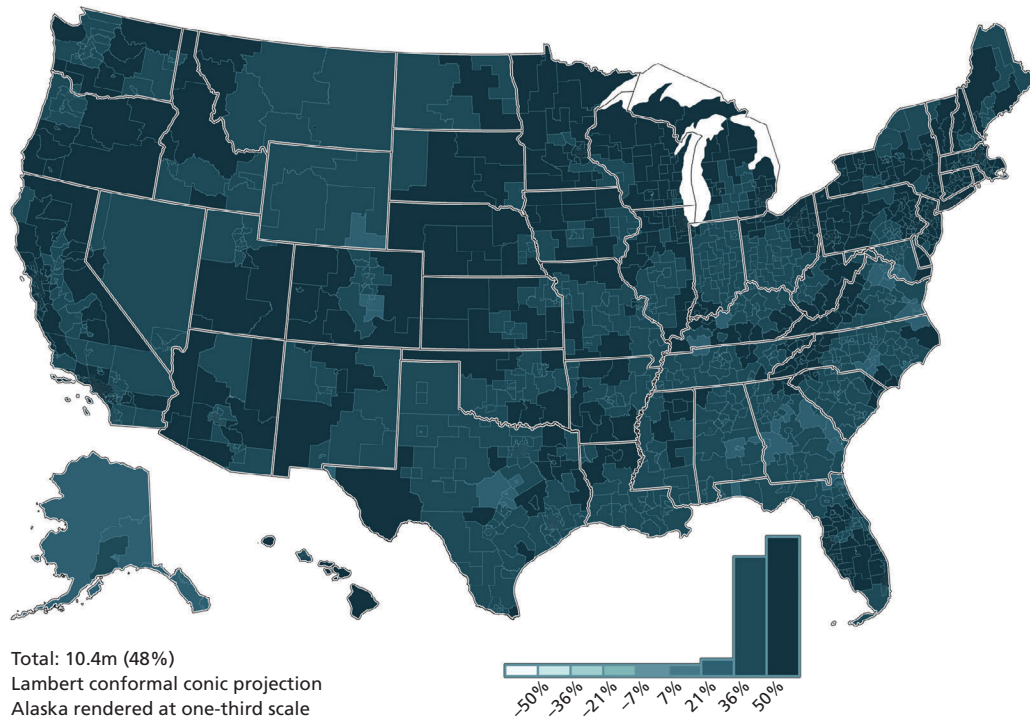 Total: 10.4m (48%)
Lambert conformal conic projection
Alaska rendered at one-third scale
–50%
–36%
–21%
–7%
7%
21%
36%
50%